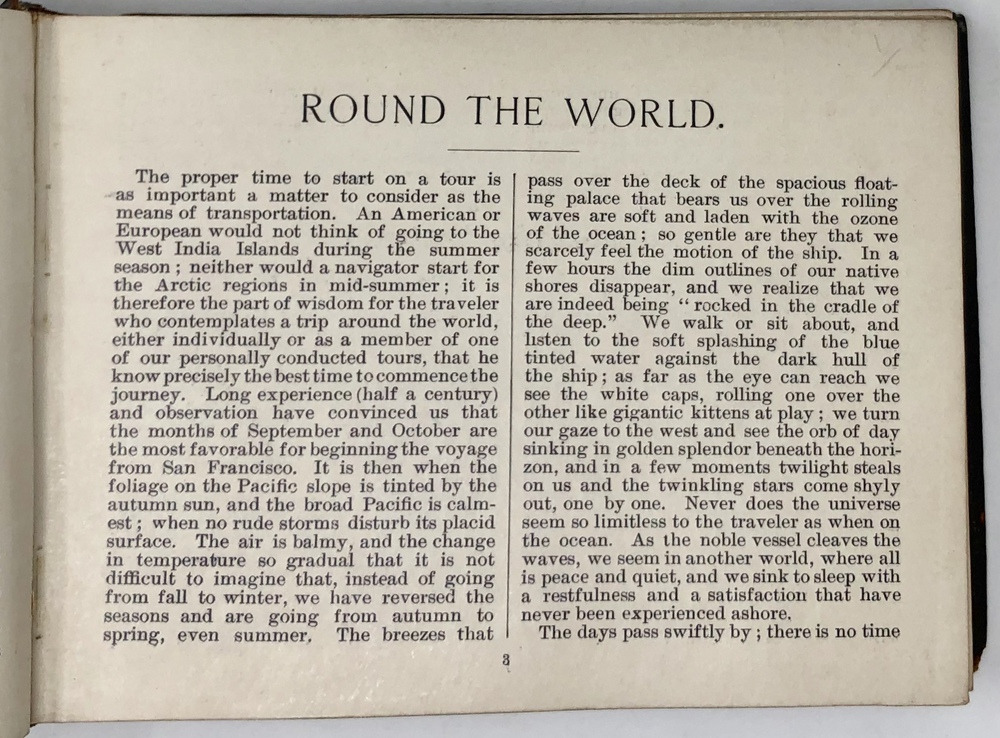 ROUND THE WORLD.
The proper time to start on a tour is
as important a matter to consider as the
means of transportation. An American or
European would not think of going to the
West India Islands during the summer
season ; neither would a navigator start for
the Arctic regions in mid-summer ; it is
therefore the part of wisdom for the traveler
who contemplates a trip around the world,
either individually or as a member of one
of our personally conducted tours, that he
know precisely the best time to commence the
journey. Long experience (half a century)
and observation have convinced us that
the months of September and October are
the most favorable for beginning the voyage
from San Francisco. It is then when the
foliage on the Pacific slope is tinted by the
autumn sun, and the broad Pacific is calm-
est ; when no rude storms disturb its placid
surface. The air is balmy, and the change
in temperature so gradual that it is not
difficult to imagine that, instead of going
from fall to winter, we have reversed the
seasons and are going from autumn to
spring, even summer. The breezes that
pass over the deck of the spacious float-
ing palace that bears us over the rolling
waves are soft and laden with the ozone
of the ocean ; so gentle are they that we
scarcely feel the motion of the ship. In a
few hours the dim outlines of our native
shores disappear, and we realize that we
are indeed being “ rocked in the cradle of
the deep.” We walk or sit about, and
listen to the soft splashing of the blue
tinted water against the dark hull of
the ship ; as far as the eye can reach we
see the white caps, rolling one over the
other like gigantic kittens at play ; we turn
our gaze to the west and see the orb of day
sinking in golden splendor beneath the hori-
zon, and in a few moments twilight steals
on us and the twinkling stars come shyly
out, one by one. Never does the universe
seem so limitless to the traveler as when on
the ocean. As the noble vessel cleaves the
waves, we seem in another world, where all
is peace and quiet, and we sink to sleep with
a restfulness and a satisfaction that have
never been experienced ashore.
The days pass swiftly by ; there is no time
3